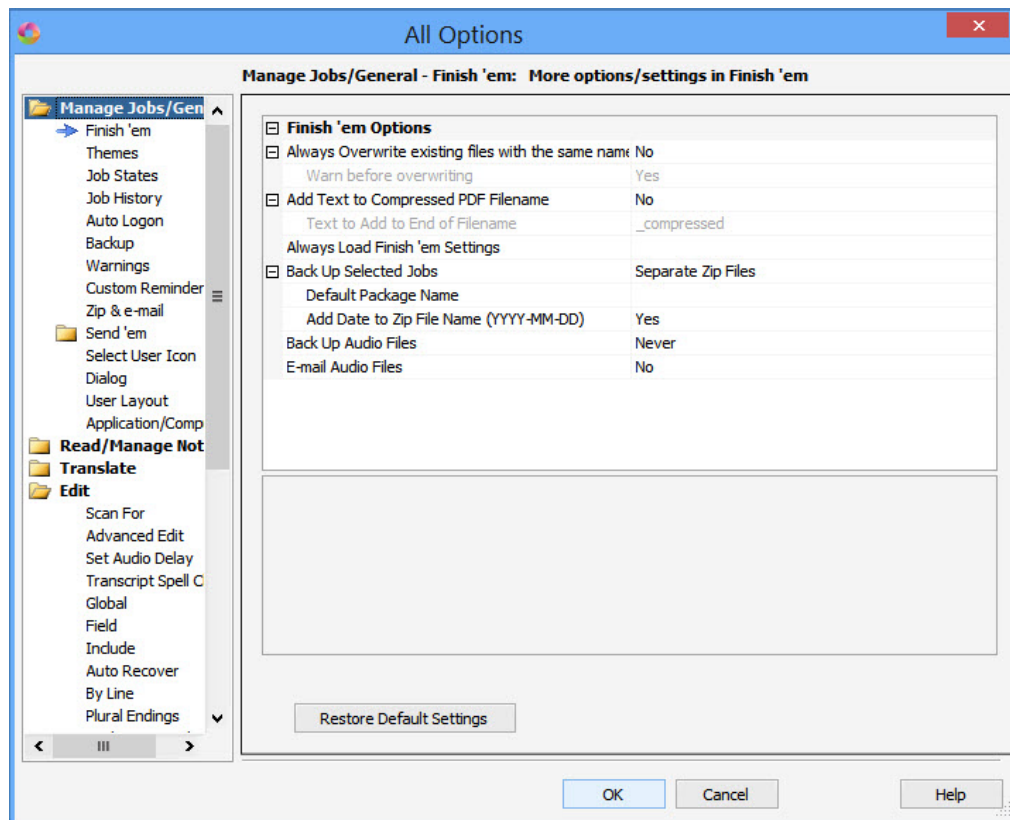 All Options
Manage Jobs/General - Finish 'em: More options/settings in Finish 'em
Manage Jobs/Gen
Finish 'em
Themes
Job States
Job History
Auto Logon
Backup
Warnings
Custom Reminder
Zip & e-mail
Send 'em
Select User Icon
Dialog
User Layout
Application/Comp
Read/Manage Not
Translate
Edit
Scan For
Advanced Edit
Set Audio Delay
Transcript Spell C
Global
Field
Include
Auto Recover
By Line
Plural Endings
Finish 'em Options
Always Overwrite existing files with the same name No
Warn before overwriting Yes
Add Text to Compressed PDF Filename No
Text to Add to End of Filename _compressed
Always Load Finish 'em Settings
Back Up Selected Jobs Separate Zip Files
Default Package Name
Add Date to Zip File Name (YYYY-MM-DD) Yes
Back Up Audio Files Never
E-mail Audio Files No
Restore Default Settings
OK Cancel Help